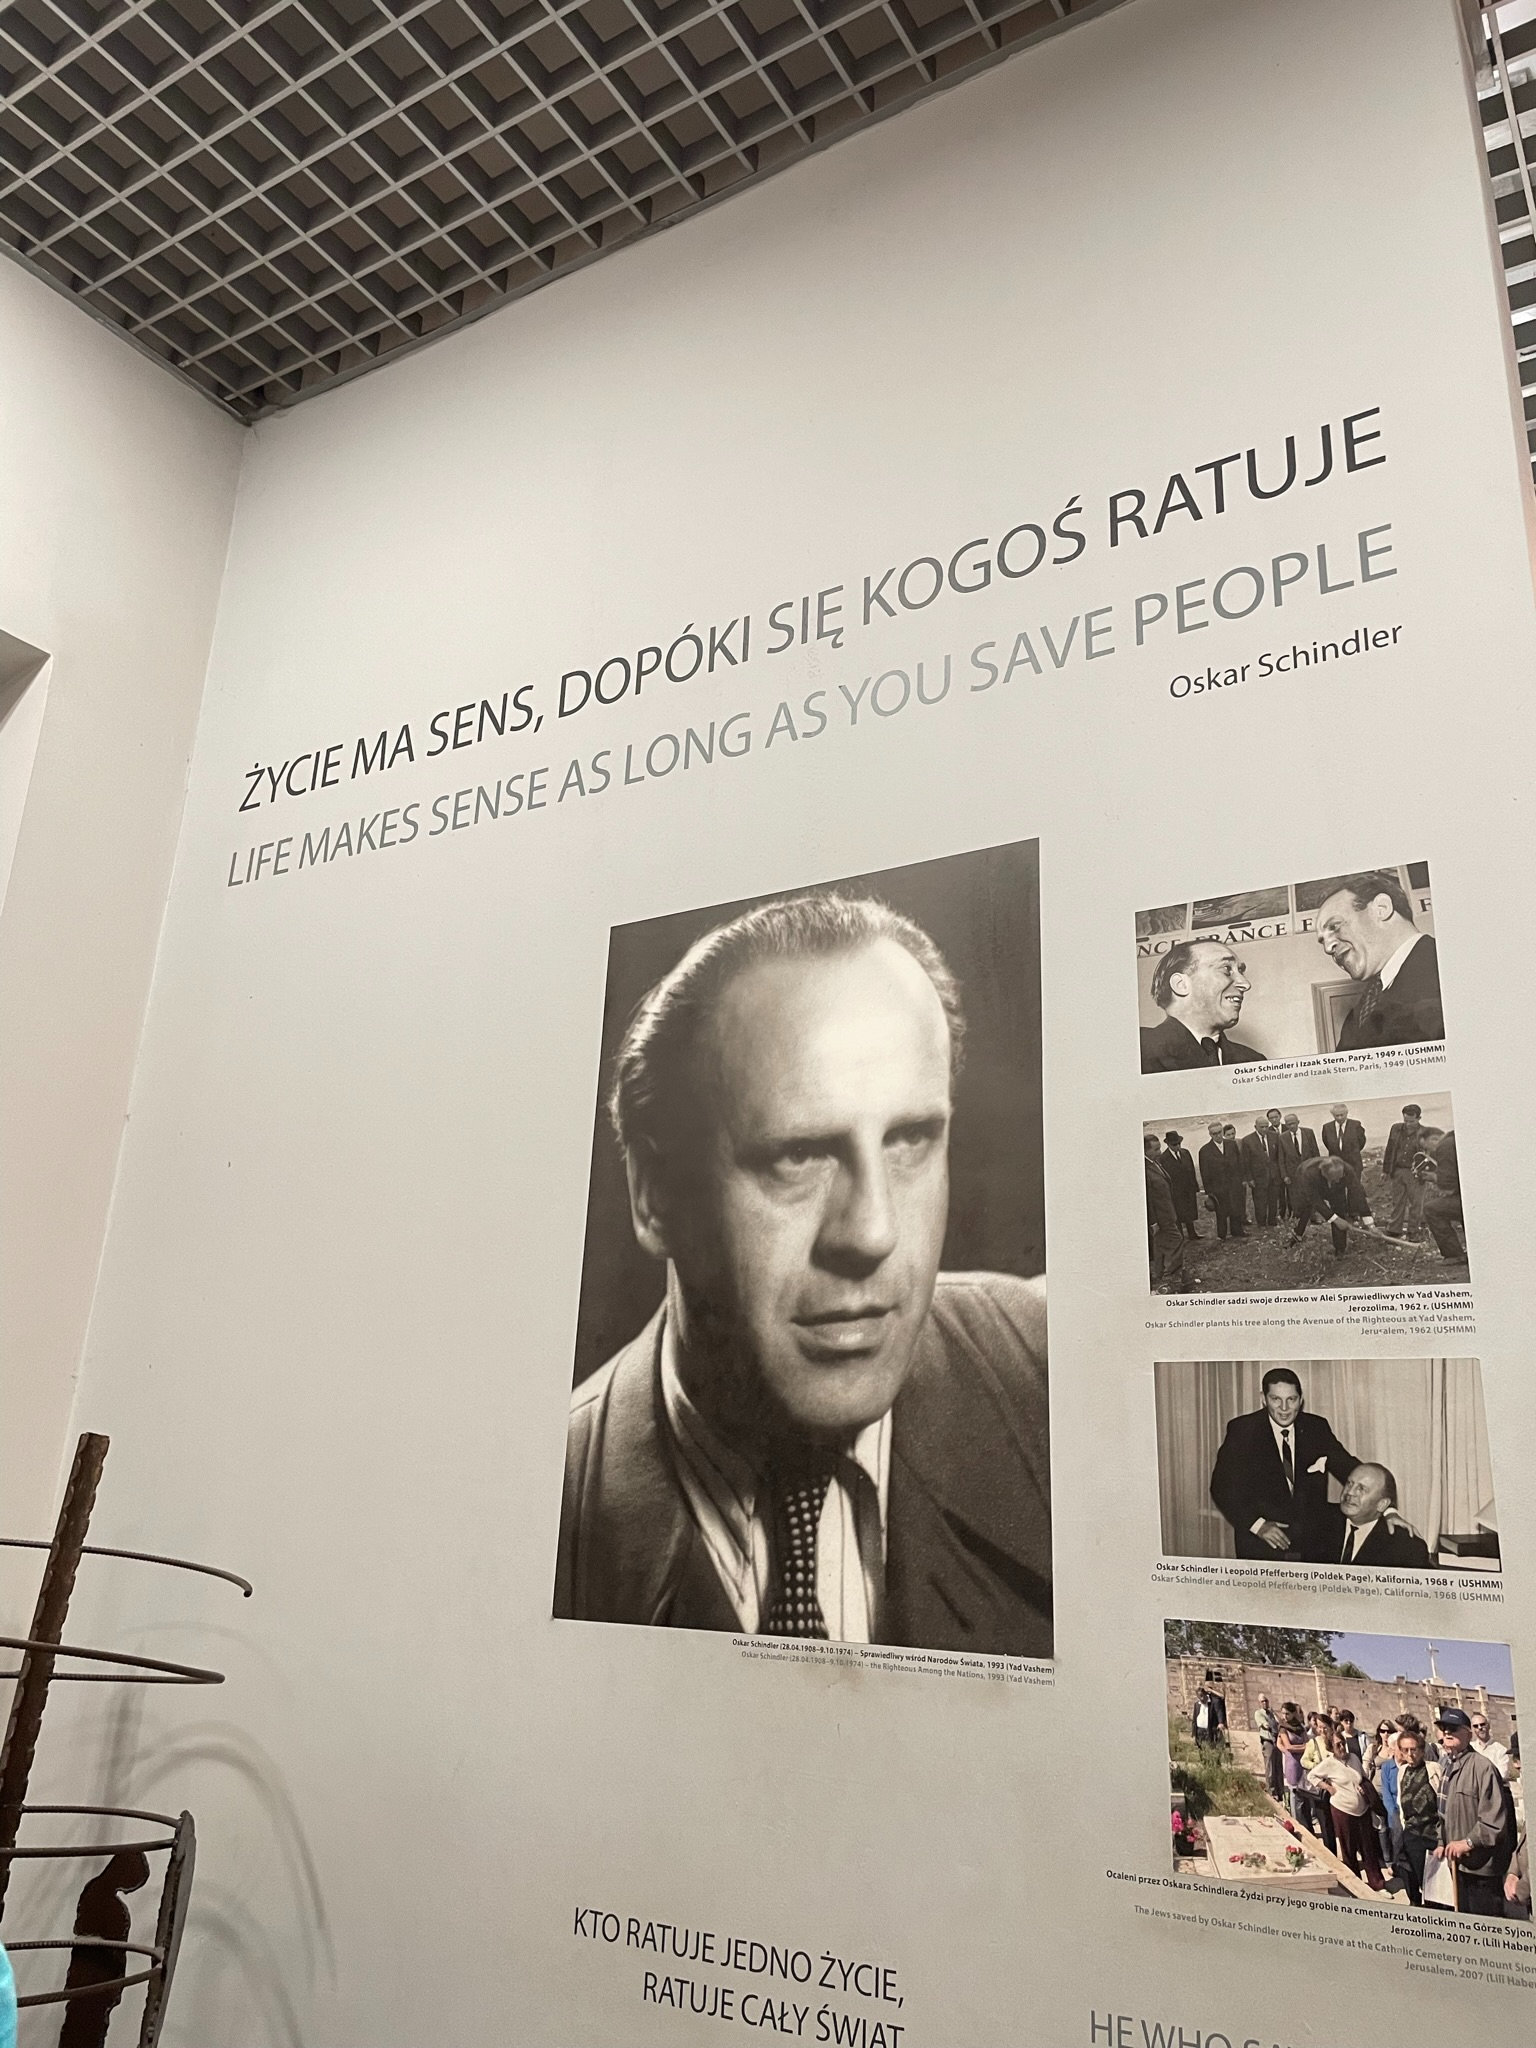 ŻYCIE MA SENS, DOPÓKI SIĘ KOGOŚ RATUJE
LIFE MAKES SENSE AS LONG AS YOU SAVE PEOPLE
Oskar Schindler
FRANCE
Oskar Schindler i Izaak Stern, Paryż, 1949 r. (USHMM)
Oskar Schindler and Izaak Stern, Paris, 1949 (USHMM)
Oskar Schindler sadzi swoje drzewko w Alei Sprawiedliwych w Yad Vashem,
Jerozolima, 1962 r. (USHMM)
Oskar Schindler plants his tree along the Avenue of the Righteous at Yad Vashem,
Jerusalem, 1962 (USHMM)
Oskar Schindler i Leopold Pfefferberg (Poldek Page), Kalifornia, 1968 r (USHMM)
Oskar Schindler and Leopold Pfefferberg (Poldek Page), California, 1968 (USHMM)
Oskar Schindler (28.04.1908–9.10.1974) – Sprawiedliwy wśród Narodów Świata, 1993 (Yad Vashem)
Oskar Schindler (28.04.1908–9.10.1974) – the Righteous Among the Nations, 1993 (Yad Vashem)
Ocaleni przez Oskara Schindlera Żydzi przy jego grobie na cmentarzu katolickim na Górze Syjon,
Jerozolima, 2007 r. (Lili Haber)
The Jews saved by Oskar Schindler over his grave at the Catholic Cemetery on Mount Sion
Jerusalem, 2007 (Lili Haber
KTO RATUJE JEDNO ŻYCIE,
RATUJE CAŁY ŚWIAT
HE WHO